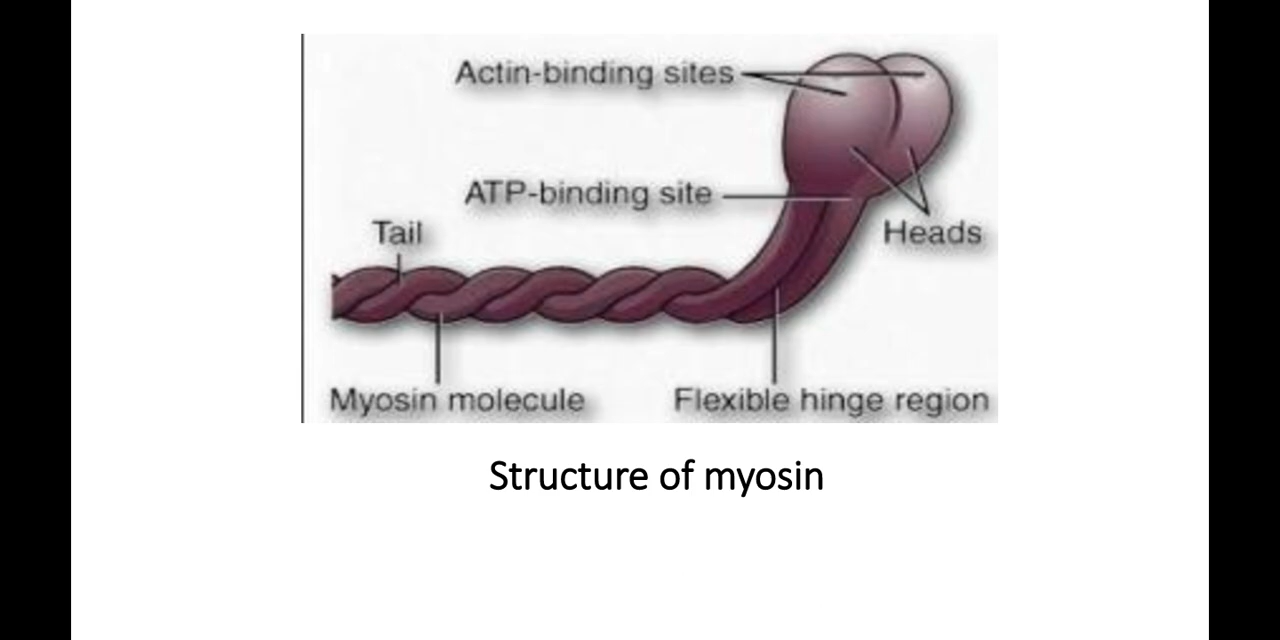 Actin-binding sites
ATP-binding site
Tail
Heads
Myosin molecule
Flexible hinge region
Structure of myosin